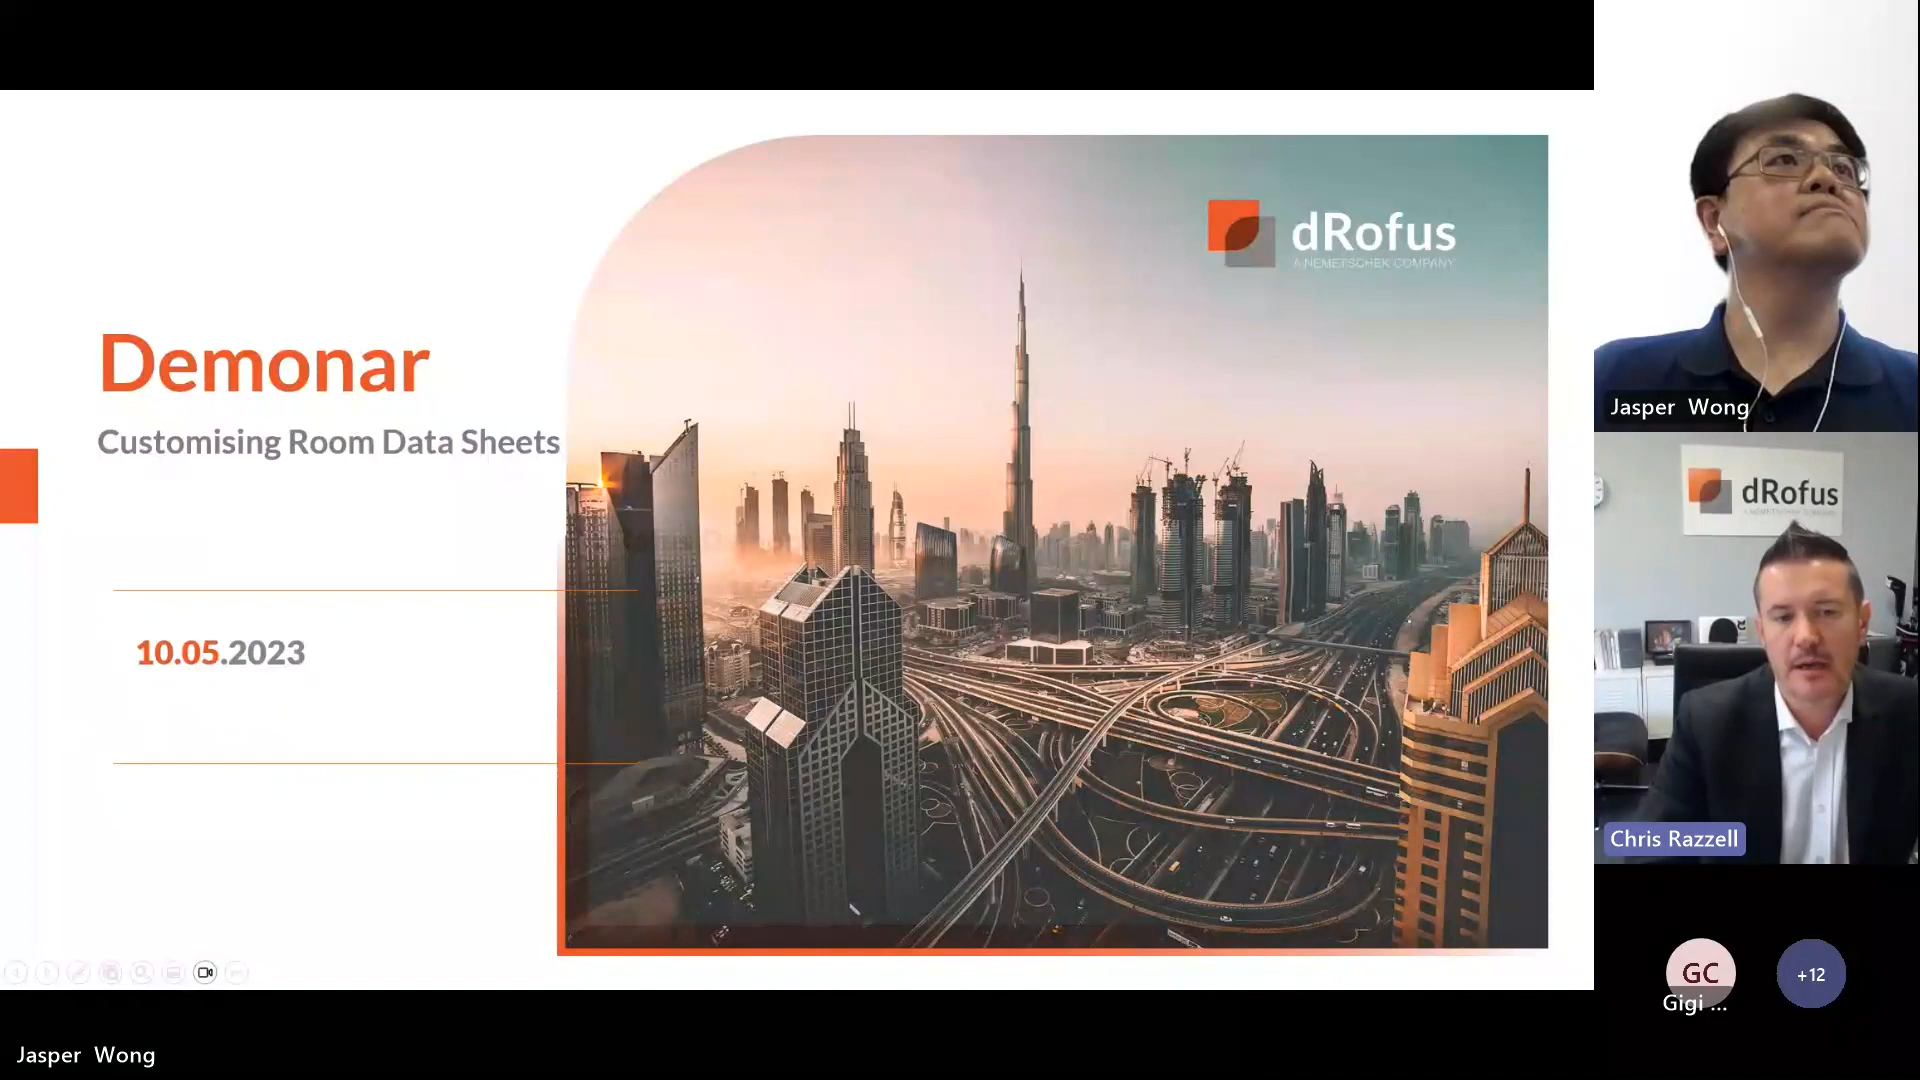 dRofus
A NEMETSCHEK COMPANY
Demonar
Customising Room Data Sheets
10.05.2023
Jasper Wong
dRofus
Chris Razzell
GC
Gigi ...
+12
Jasper Wong